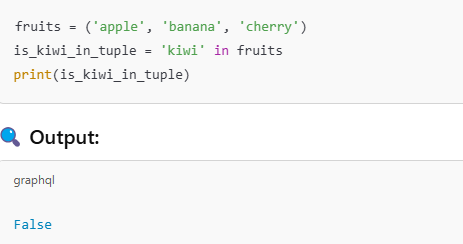 fruits = ('apple', 'banana', 'cherry')
is_kiwi_in_tuple = 'kiwi' in fruits
print(is_kiwi_in_tuple)
🔍 Output:
graphql
False